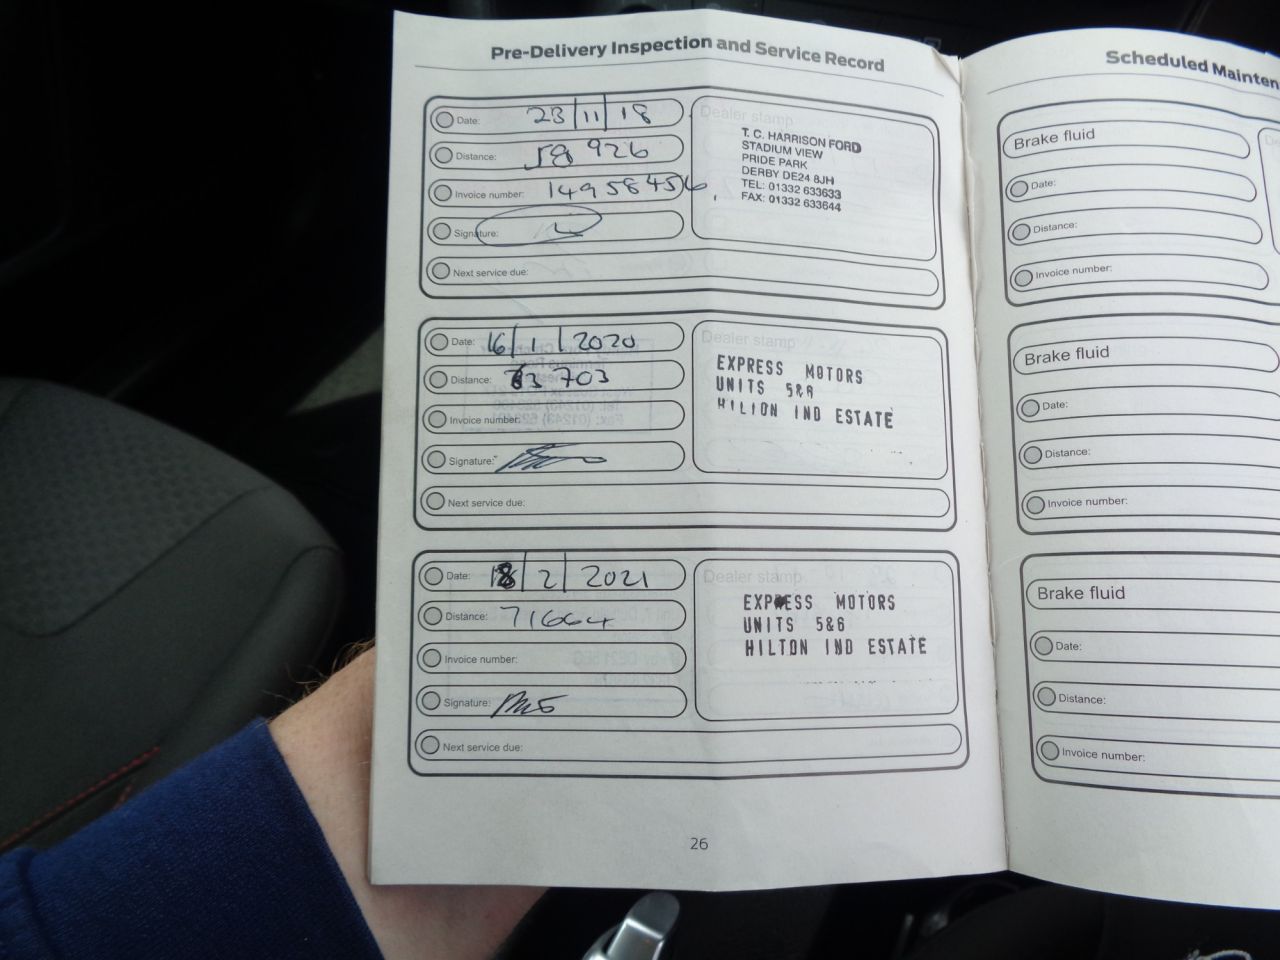 Pre-Delivery Inspection and Service Record
Date: 23/11/18
Distance: 58 926
Invoice number: 14958456
Signature:
Next service due:
Dealer stamp
T. C. HARRISON FORD
STADIUM VIEW
PRIDE PARK
DERBY DE24 8JH
TEL: 01332 633633
FAX: 01332 633644
Date: 16/1/2020
Distance: 63 703
Invoice number:
Signature:
Next service due:
Dealer stamp
EXPRESS MOTORS
UNITS 5&6
HILTON IND ESTATE
Date: 18/2/2021
Distance: 71664
Invoice number:
Signature:
Next service due:
Dealer stamp
EXPRESS MOTORS
UNITS 5&6
HILTON IND ESTATE
26
Scheduled Mainten
Brake fluid
Date:
Distance:
Invoice number:
Brake fluid
Date:
Distance:
Invoice number:
Brake fluid
Date:
Distance:
Invoice number: